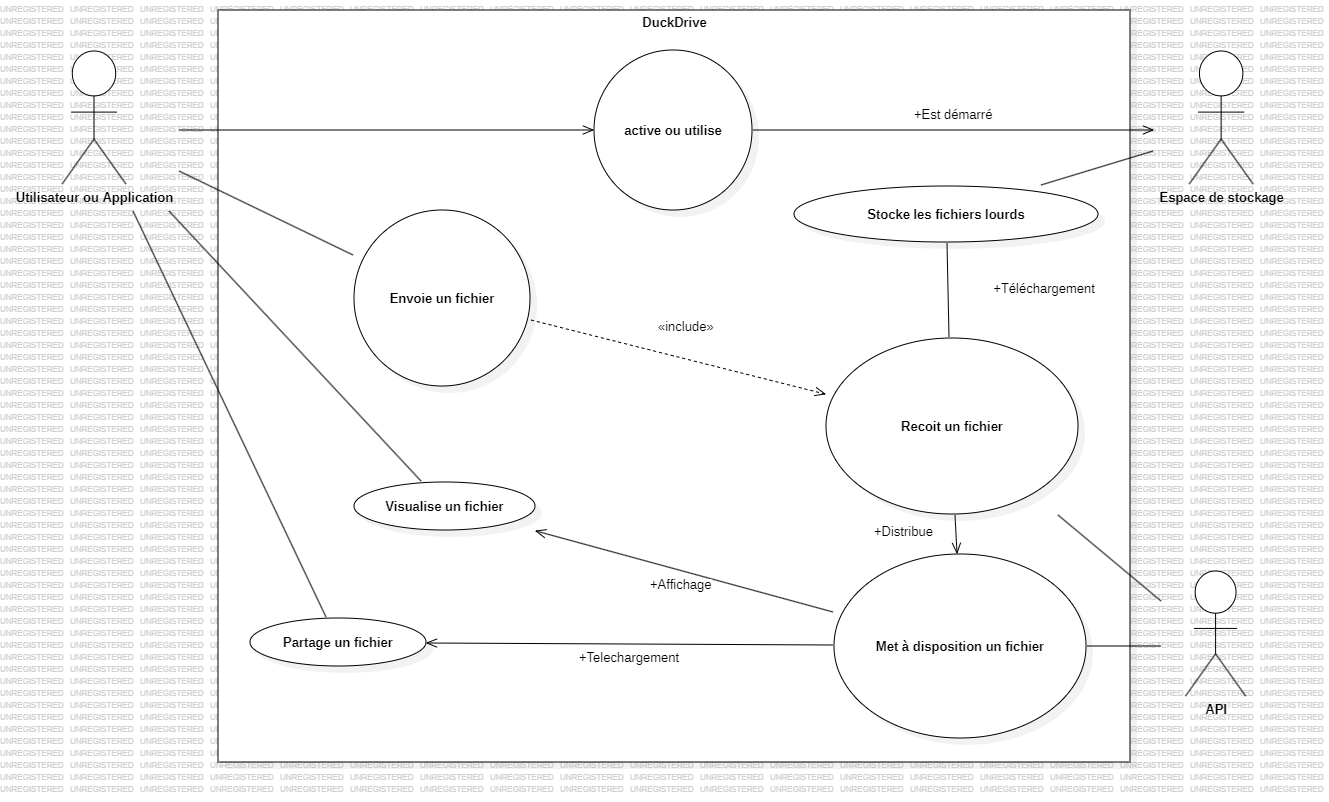 DuckDrive
active ou utilise
+Est démarré
Utilisateur ou Application
Espace de stockage
Stocke les fichiers lourds
Envoie un fichier
+Téléchargement
«include»
Recoit un fichier
Visualise un fichier
+Distribue
+Affichage
Partage un fichier
Met à disposition un fichier
+Telechargement
API
UNREGISTERED